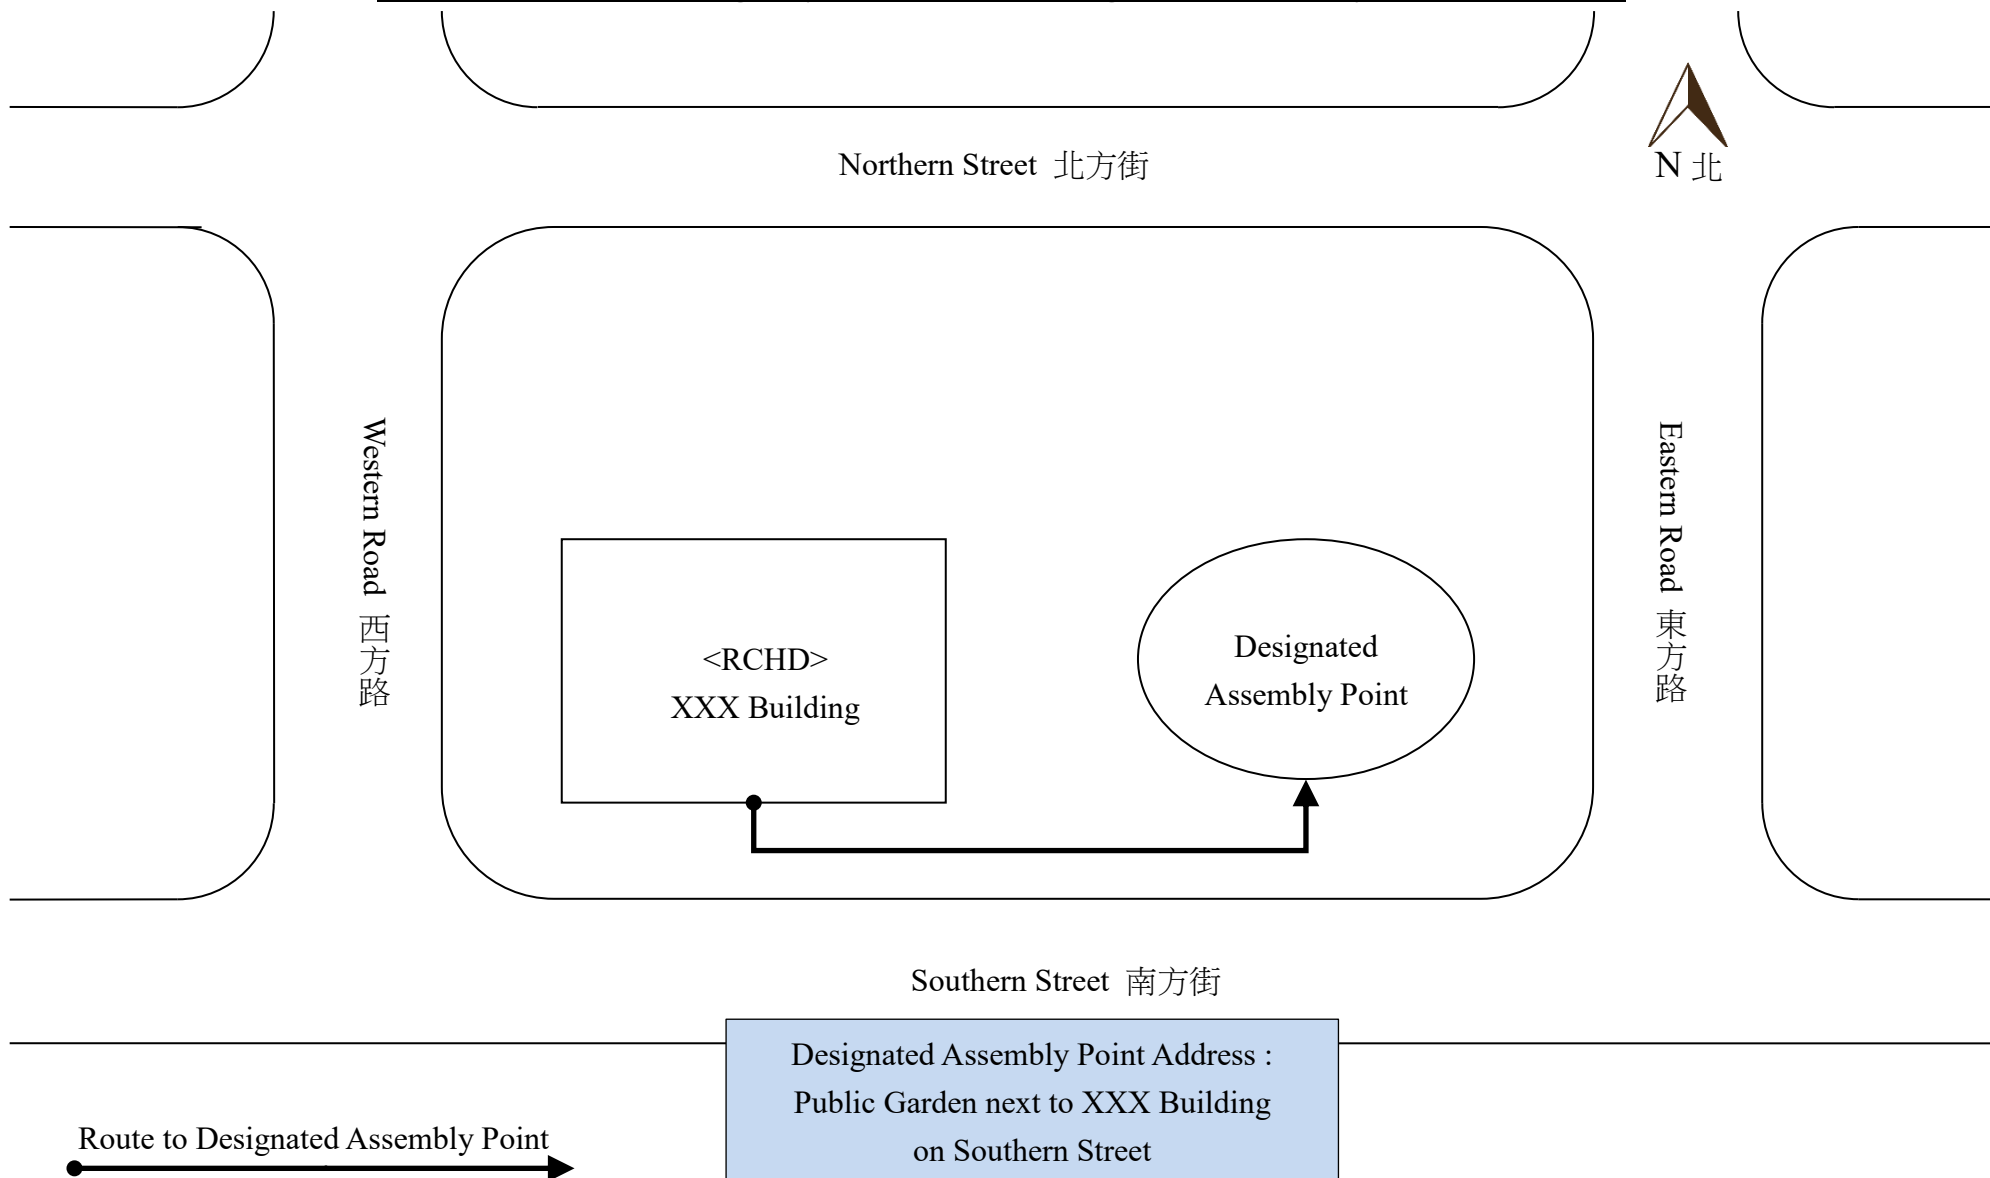 Northern Street 北方街
N 北
Western Road 西方路
Eastern Road 東方路
<RCHD>
XXX Building
Designated
Assembly Point
Southern Street 南方街
Designated Assembly Point Address :
Public Garden next to XXX Building
on Southern Street
Route to Designated Assembly Point